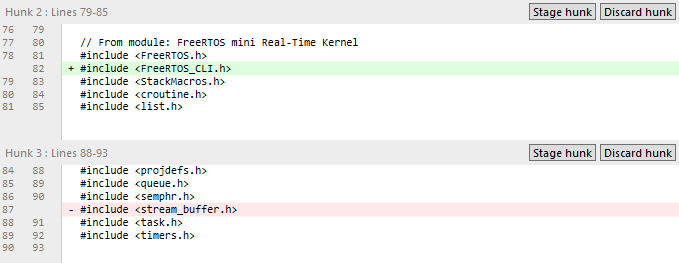 Hunk 2 : Lines 79-85
Stage hunk Discard hunk
76 79
77 80 // From module: FreeRTOS mini Real-Time Kernel
78 81 #include <FreeRTOS.h>
82 + #include <FreeRTOS_CLI.h>
79 83 #include <StackMacros.h>
80 84 #include <croutine.h>
81 85 #include <list.h>
Hunk 3 : Lines 88-93
Stage hunk Discard hunk
84 88 #include <projdefs.h>
85 89 #include <queue.h>
86 90 #include <semphr.h>
87 - #include <stream_buffer.h>
88 91 #include <task.h>
89 92 #include <timers.h>
90 93